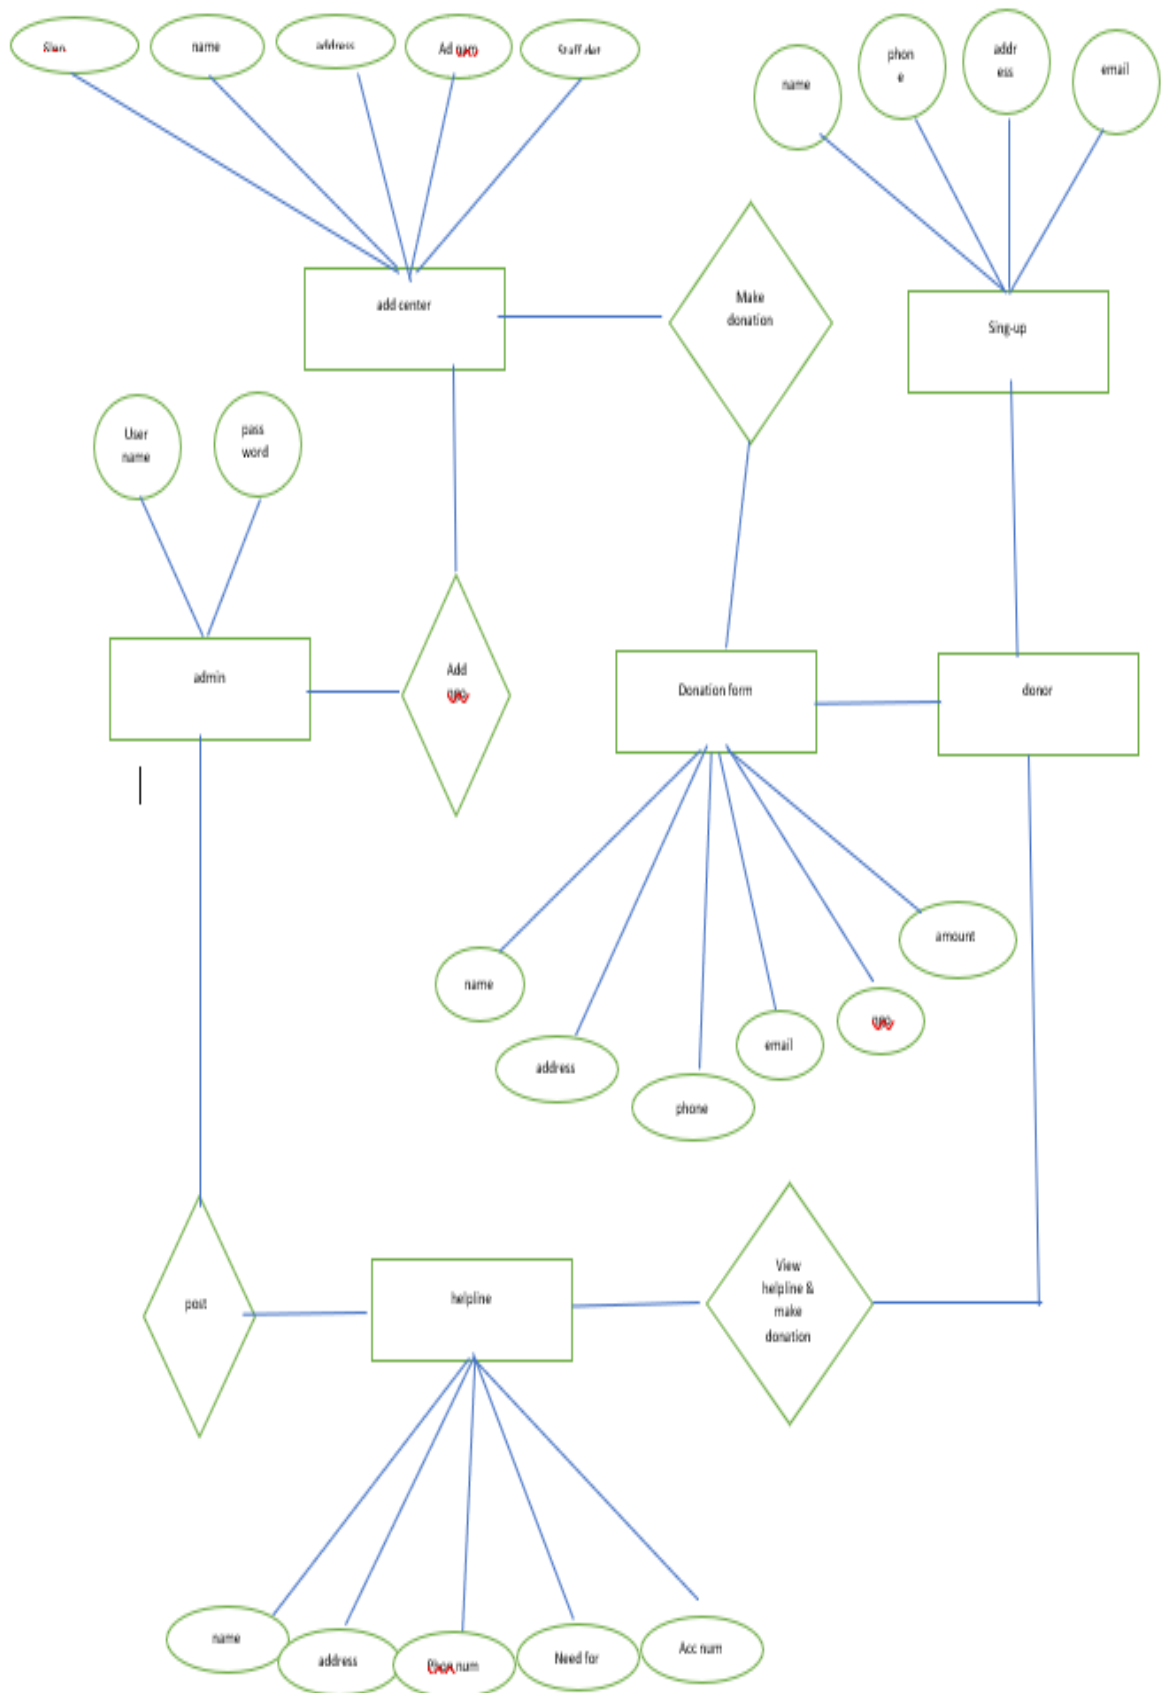 name
address
Ad
Staff det
name
phon
e
addr
ess
email
Make
donation
add center
Sing-up
User
name
pass
word
admin
Add
Donation form
donor
name
address
phone
email
amount
post
helpline
View
helpline &
make
donation
name
address
num
Need for
Acc num